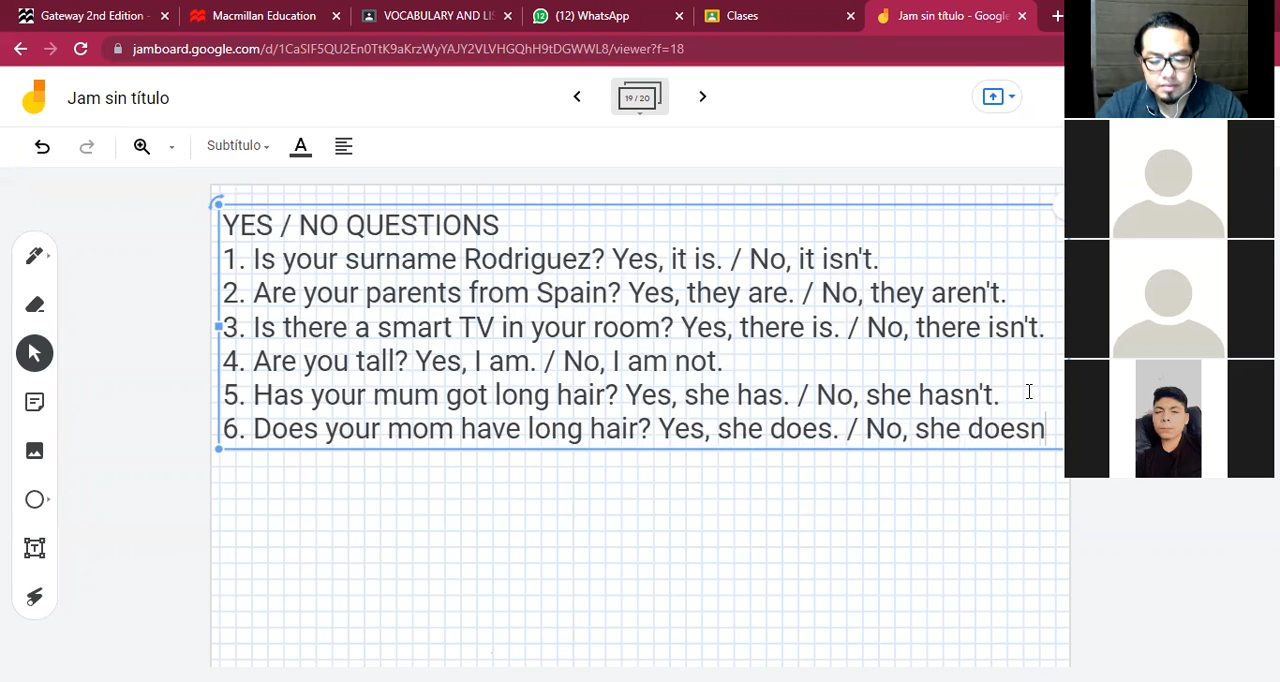 Gateway 2nd Edition -
Macmillan Education
VOCABULARY AND LIS
(12) WhatsApp
Clases
Jam sin título - Google
jamboard.google.com/d/1CaSlF5QU2En0TtK9aKrzWyYAJY2VLVHGQhH9tDGWWL8/viewer?f=18
Jam sin título
19 / 20
Subtítulo
A
YES / NO QUESTIONS
1. Is your surname Rodriguez? Yes, it is. / No, it isn't.
2. Are your parents from Spain? Yes, they are. / No, they aren't.
3. Is there a smart TV in your room? Yes, there is. / No, there isn't.
4. Are you tall? Yes, I am. / No, I am not.
5. Has your mum got long hair? Yes, she has. / No, she hasn't.
6. Does your mom have long hair? Yes, she does. / No, she doesn